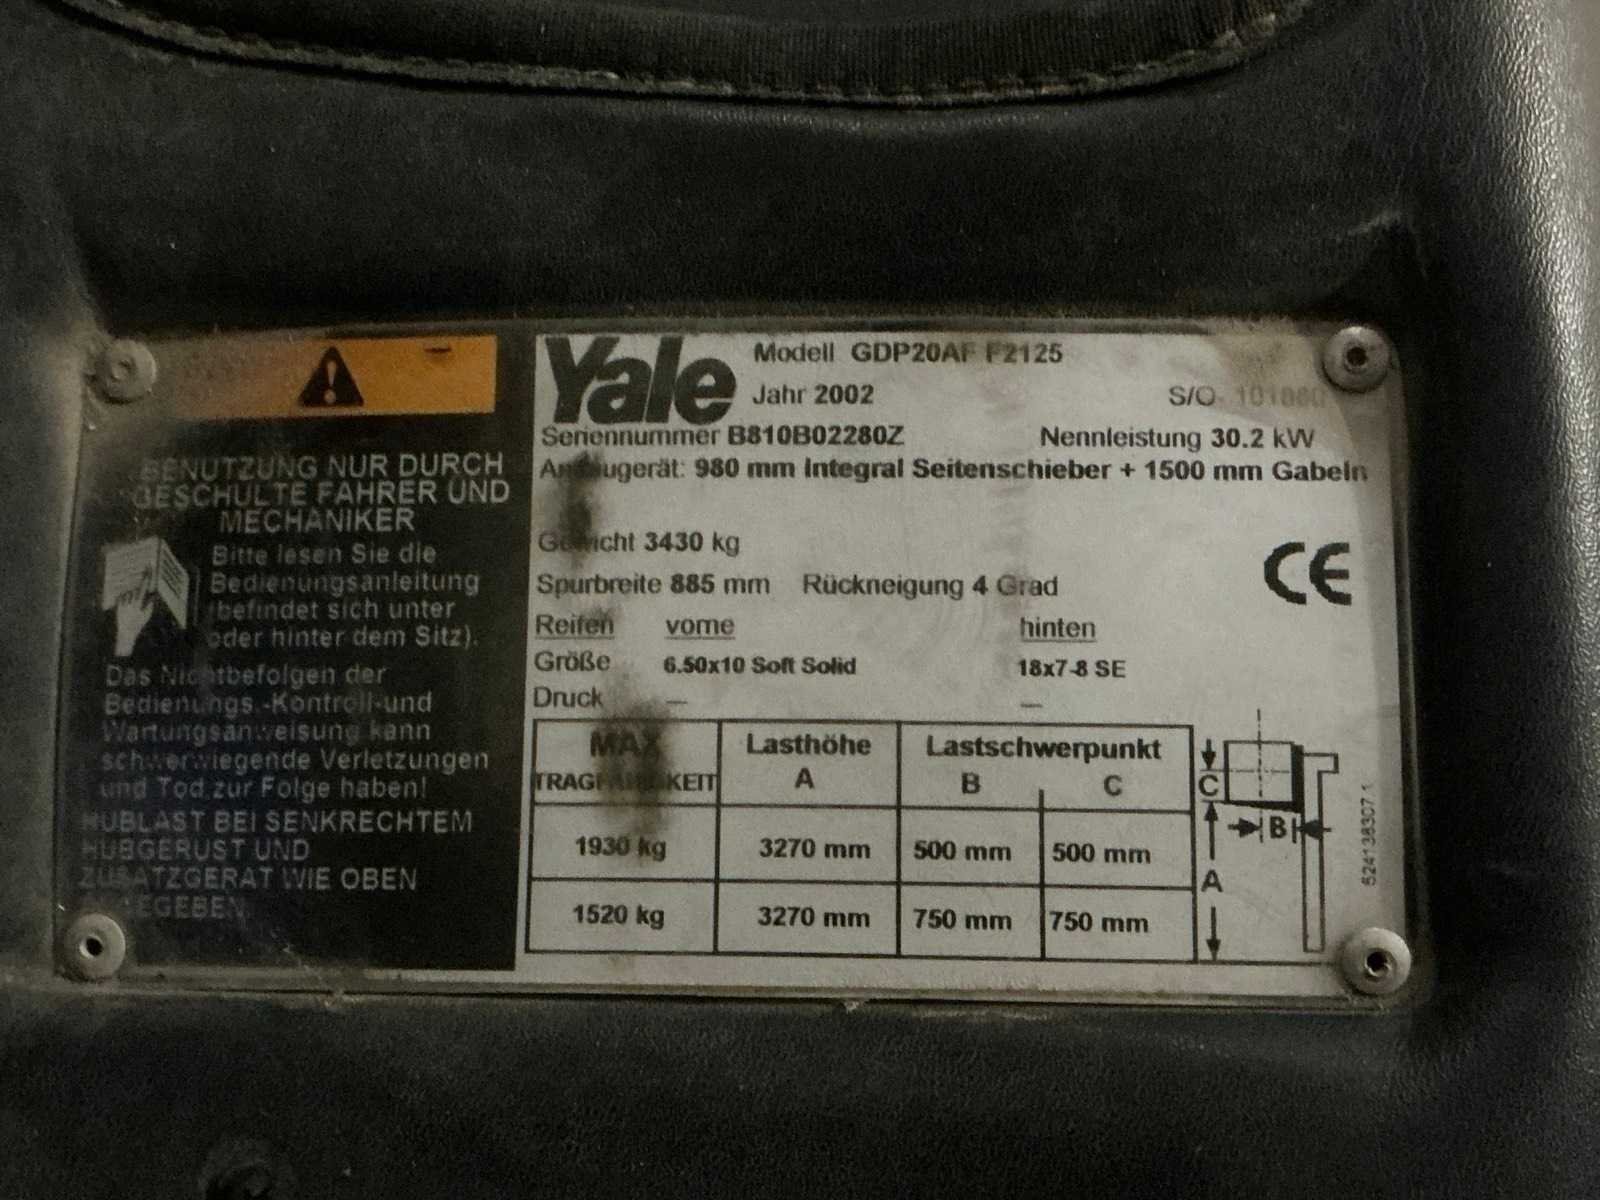 Yale
Modell GDP20AF F2125
Jahr 2002
S/O
Seriennummer B810B02280Z
Nennleistung 30.2 kW
980 mm Integral Seitenschieber + 1500 mm Gabeln
Gewicht 3430 kg
Spurbreite 885 mm Rückneigung 4 Grad
CE
Reifen vorne hinten
Größe 6.50x10 Soft Solid 18x7-8 SE
Druck — —
MAX TRAGFÄHIGKEIT
Lasthöhe A
Lastschwerpunkt
B C
1930 kg 3270 mm 500 mm 500 mm
1520 kg 3270 mm 750 mm 750 mm
C
B
A
BENUTZUNG NUR DURCH
GESCHULTE FAHRER UND
MECHANIKER
Bitte lesen Sie die
Bedienungsanleitung
(befindet sich unter
oder hinter dem Sitz).
Das Nichtbefolgen der
Bedienungs.-Kontroll-und
Wartungsanweisung kann
schwerwiegende Verletzungen
und Tod zur Folge haben!
HUBLAST BEI SENKRECHTEM
HUBGERUST UND
ZUSATZGERAT WIE OBEN